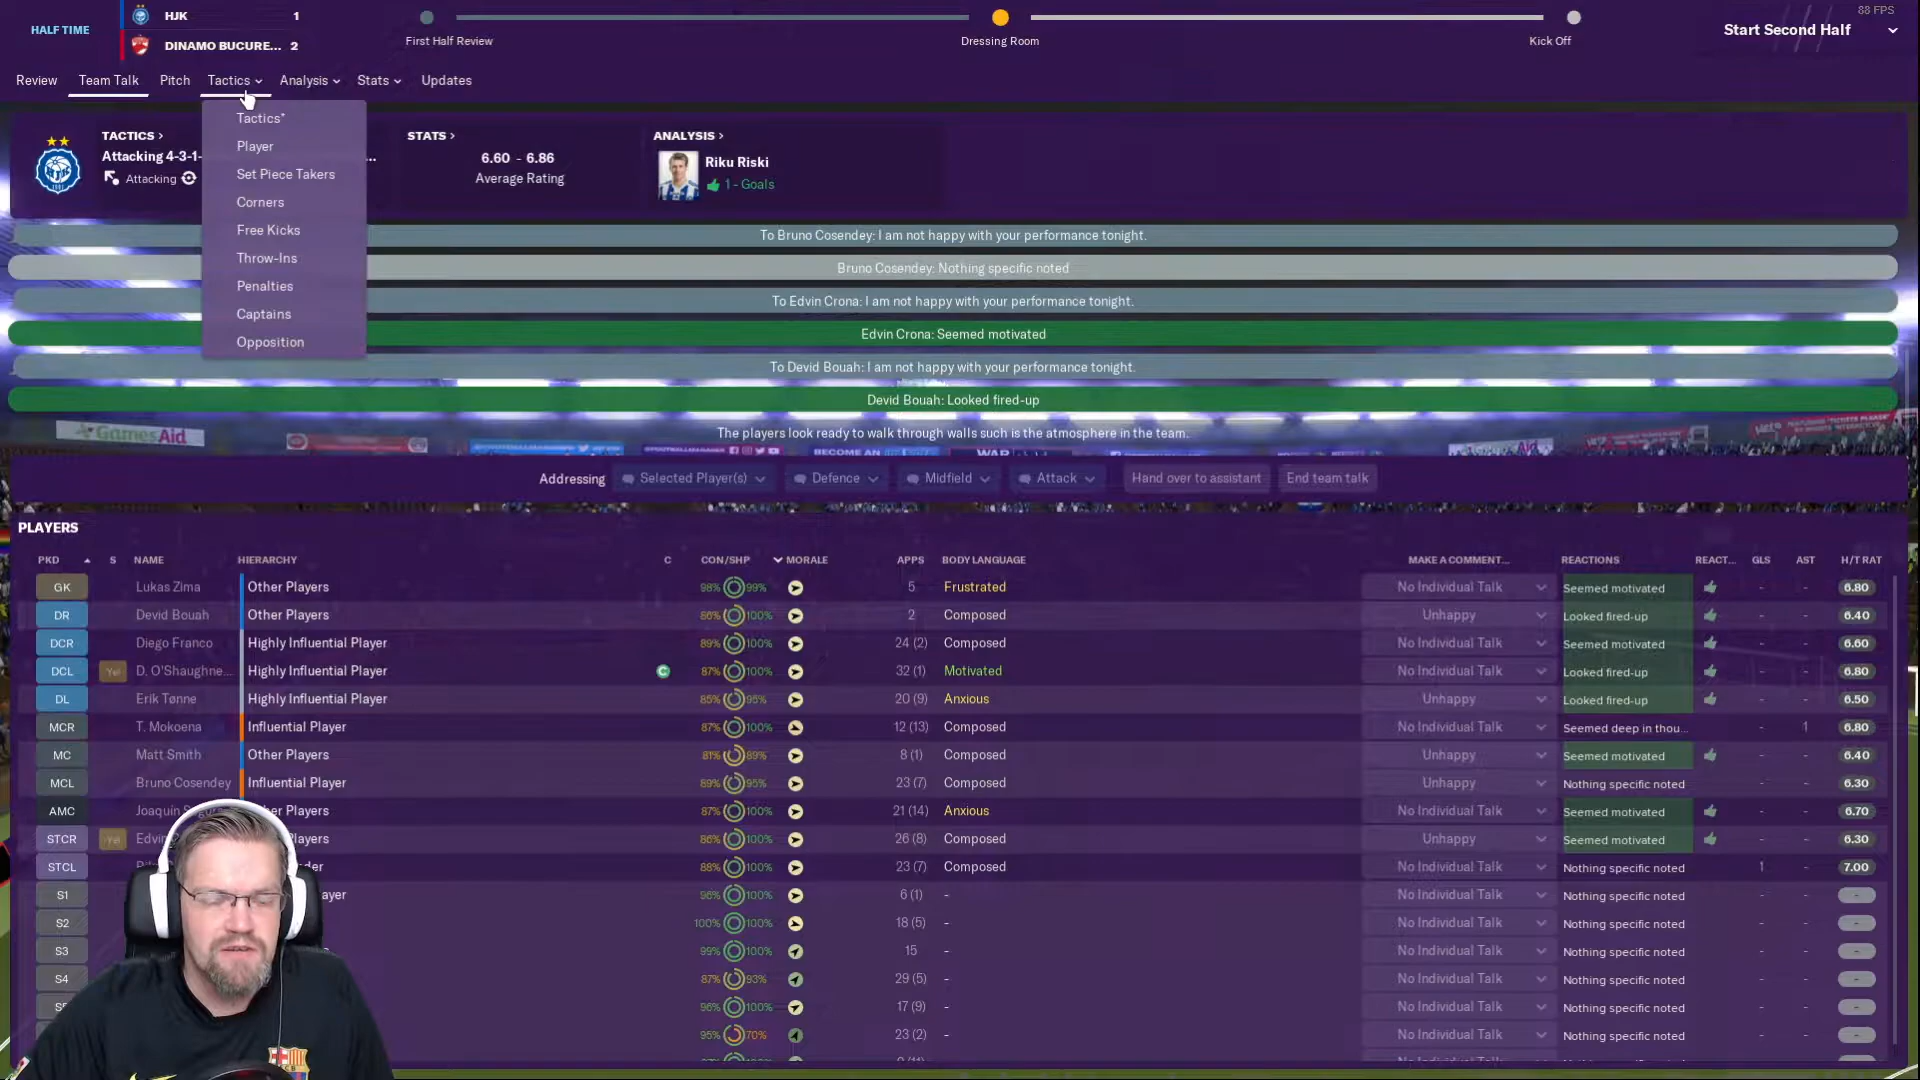 88 FPS
HALF TIME
HJK 1
DINAMO BUCURE... 2
First Half Review
Dressing Room
Kick Off
Start Second Half
Review Team Talk Pitch Tactics Analysis Stats Updates
Tactics*
Player
Set Piece Takers
Corners
Free Kicks
Throw-Ins
Penalties
Captains
Opposition
TACTICS >
Attacking 4-3-1- ...
Attacking
STATS >
6.60 - 6.86
Average Rating
ANALYSIS >
Riku Riski
1 - Goals
To Bruno Cosendey: I am not happy with your performance tonight.
Bruno Cosendey: Nothing specific noted
To Edvin Crona: I am not happy with your performance tonight.
Edvin Crona: Seemed motivated
To Devid Bouah: I am not happy with your performance tonight.
Devid Bouah: Looked fired-up
The players look ready to walk through walls such is the atmosphere in the team.
GamesAid
BECOME AN
WAR
Addressing Selected Player(s) Defence Midfield Attack Hand over to assistant End team talk
PLAYERS
PKD S NAME HIERARCHY C CON/SHP MORALE APPS BODY LANGUAGE MAKE A COMMENT... REACTIONS REACT... GLS AST H/T RAT
GK Lukas Zima Other Players 98% 99% 5 Frustrated No Individual Talk Seemed motivated - - 6.80
DR Devid Bouah Other Players 86% 100% 2 Composed Unhappy Looked fired-up - - 6.40
DCR Diego Franco Highly Influential Player 89% 100% 24 (2) Composed No Individual Talk Seemed motivated - - 6.60
DCL Yel D. O'Shaughne... Highly Influential Player C 87% 100% 32 (1) Motivated No Individual Talk Looked fired-up - - 6.80
DL Erik Tønne Highly Influential Player 85% 95% 20 (9) Anxious Unhappy Looked fired-up - - 6.50
MCR T. Mokoena Influential Player 87% 100% 12 (13) Composed No Individual Talk Seemed deep in thou... - 1 6.80
MC Matt Smith Other Players 81% 89% 8 (1) Composed Unhappy Seemed motivated - - 6.40
MCL Bruno Cosendey Influential Player 89% 95% 23 (7) Composed Unhappy Nothing specific noted - - 6.30
AMC Joaquín Players 87% 100% 21 (14) Anxious No Individual Talk Seemed motivated - - 6.70
STCR Yel Edvin Players 86% 100% 26 (8) Composed Unhappy Seemed motivated - - 6.30
STCL der 88% 100% 23 (7) Composed No Individual Talk Nothing specific noted 1 - 7.00
S1 ayer 96% 100% 6 (1) - No Individual Talk Nothing specific noted - - -
S2 100% 100% 18 (5) - No Individual Talk Nothing specific noted - - -
S3 99% 100% 15 - No Individual Talk Nothing specific noted - - -
S4 87% 93% 29 (5) - No Individual Talk Nothing specific noted - - -
S5 96% 100% 17 (9) - No Individual Talk Nothing specific noted - - -
95% 70% 23 (2) - No Individual Talk Nothing specific noted - - -